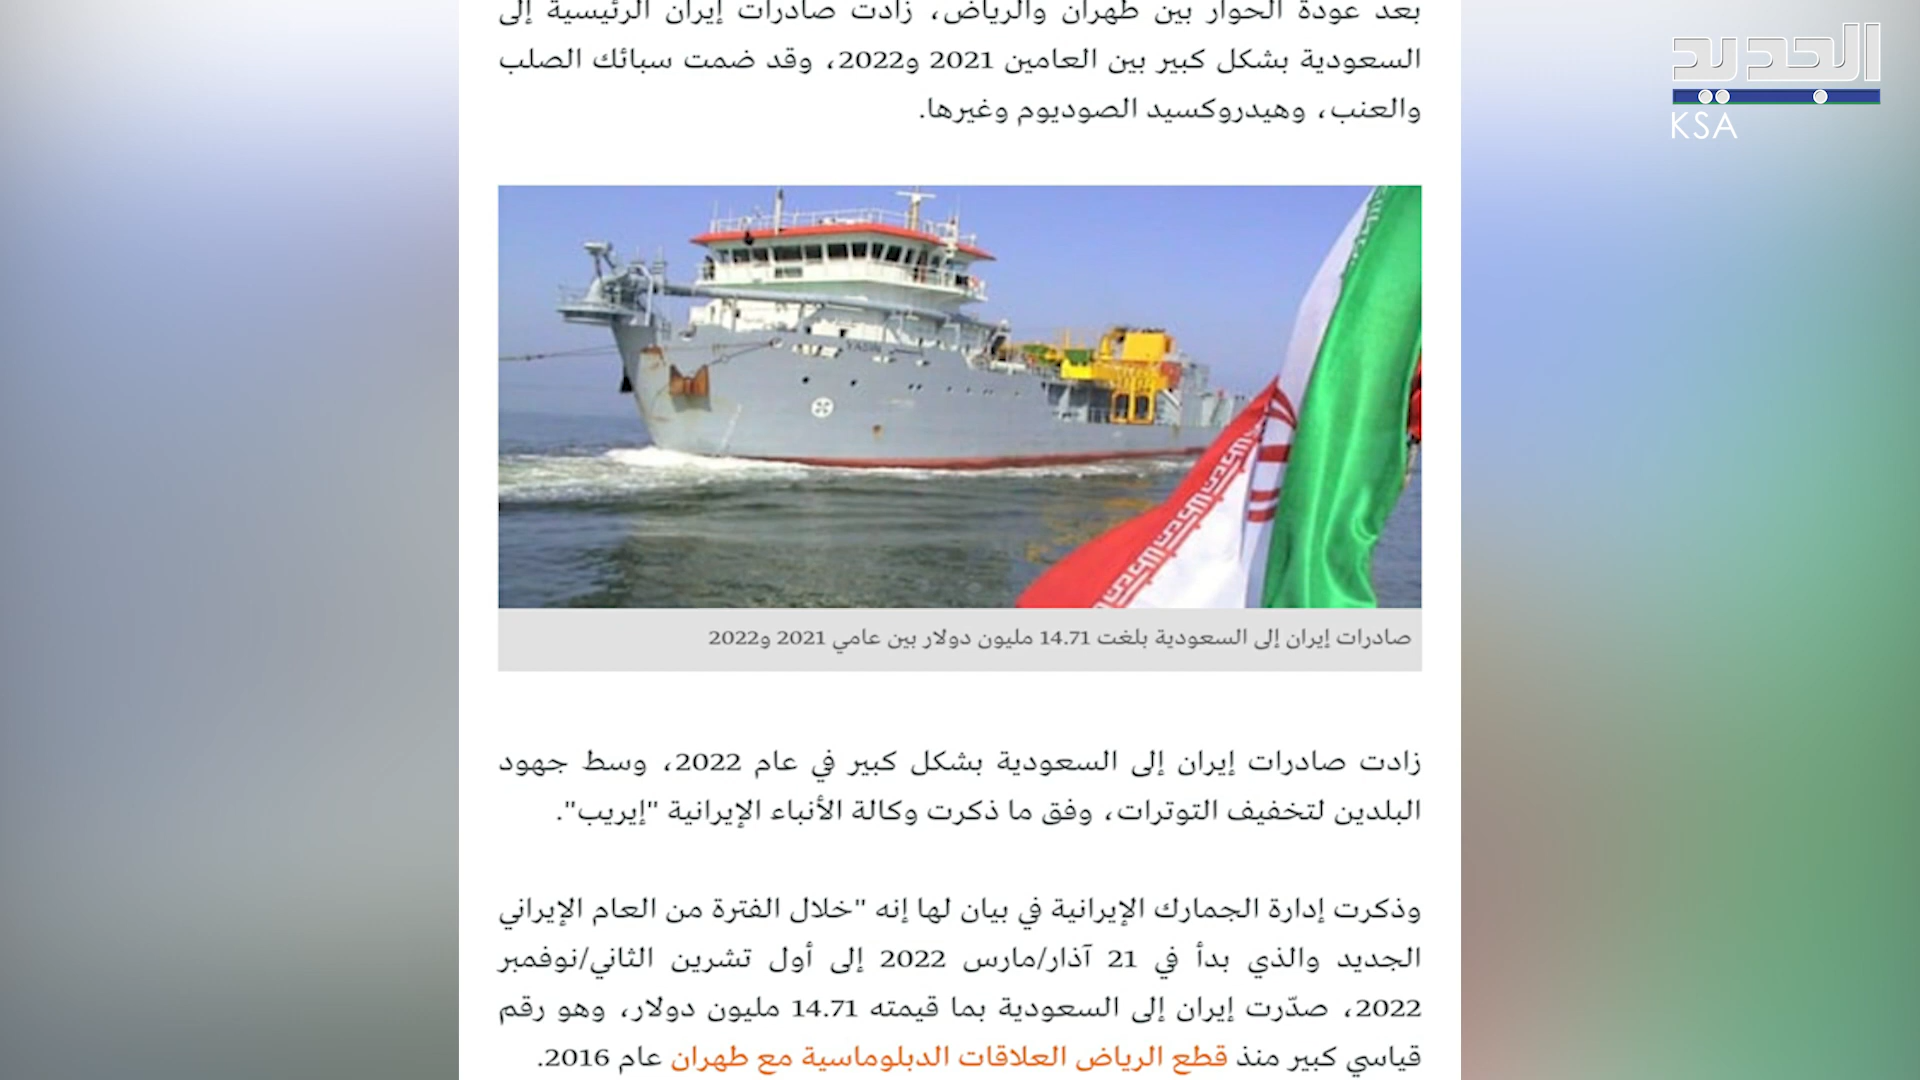 بعد عودة الحوار بين طهران والرياض، زادت صادرات إيران الرئيسية إلى
السعودية بشكل كبير بين العامين 2021 و2022، وقد ضمت سبائك الصلب
والعنب، وهيدروكسيد الصوديوم وغيرها.
الجديد
KSA
YASIN
صادرات إيران إلى السعودية بلغت 14.71 مليون دولار بين عامي 2021 و2022
زادت صادرات إيران إلى السعودية بشكل كبير في عام 2022، وسط جهود
البلدين لتخفيف التوترات، وفق ما ذكرت وكالة الأنباء الإيرانية "إيريب".
وذكرت إدارة الجمارك الإيرانية في بيان لها إنه "خلال الفترة من العام الإيراني
الجديد والذي بدأ في 21 آذار/مارس 2022 إلى أول تشرين الثاني/نوفمبر
2022، صدّرت إيران إلى السعودية بما قيمته 14.71 مليون دولار، وهو رقم
قياسي كبير منذ قطع الرياض العلاقات الدبلوماسية مع طهران عام 2016.